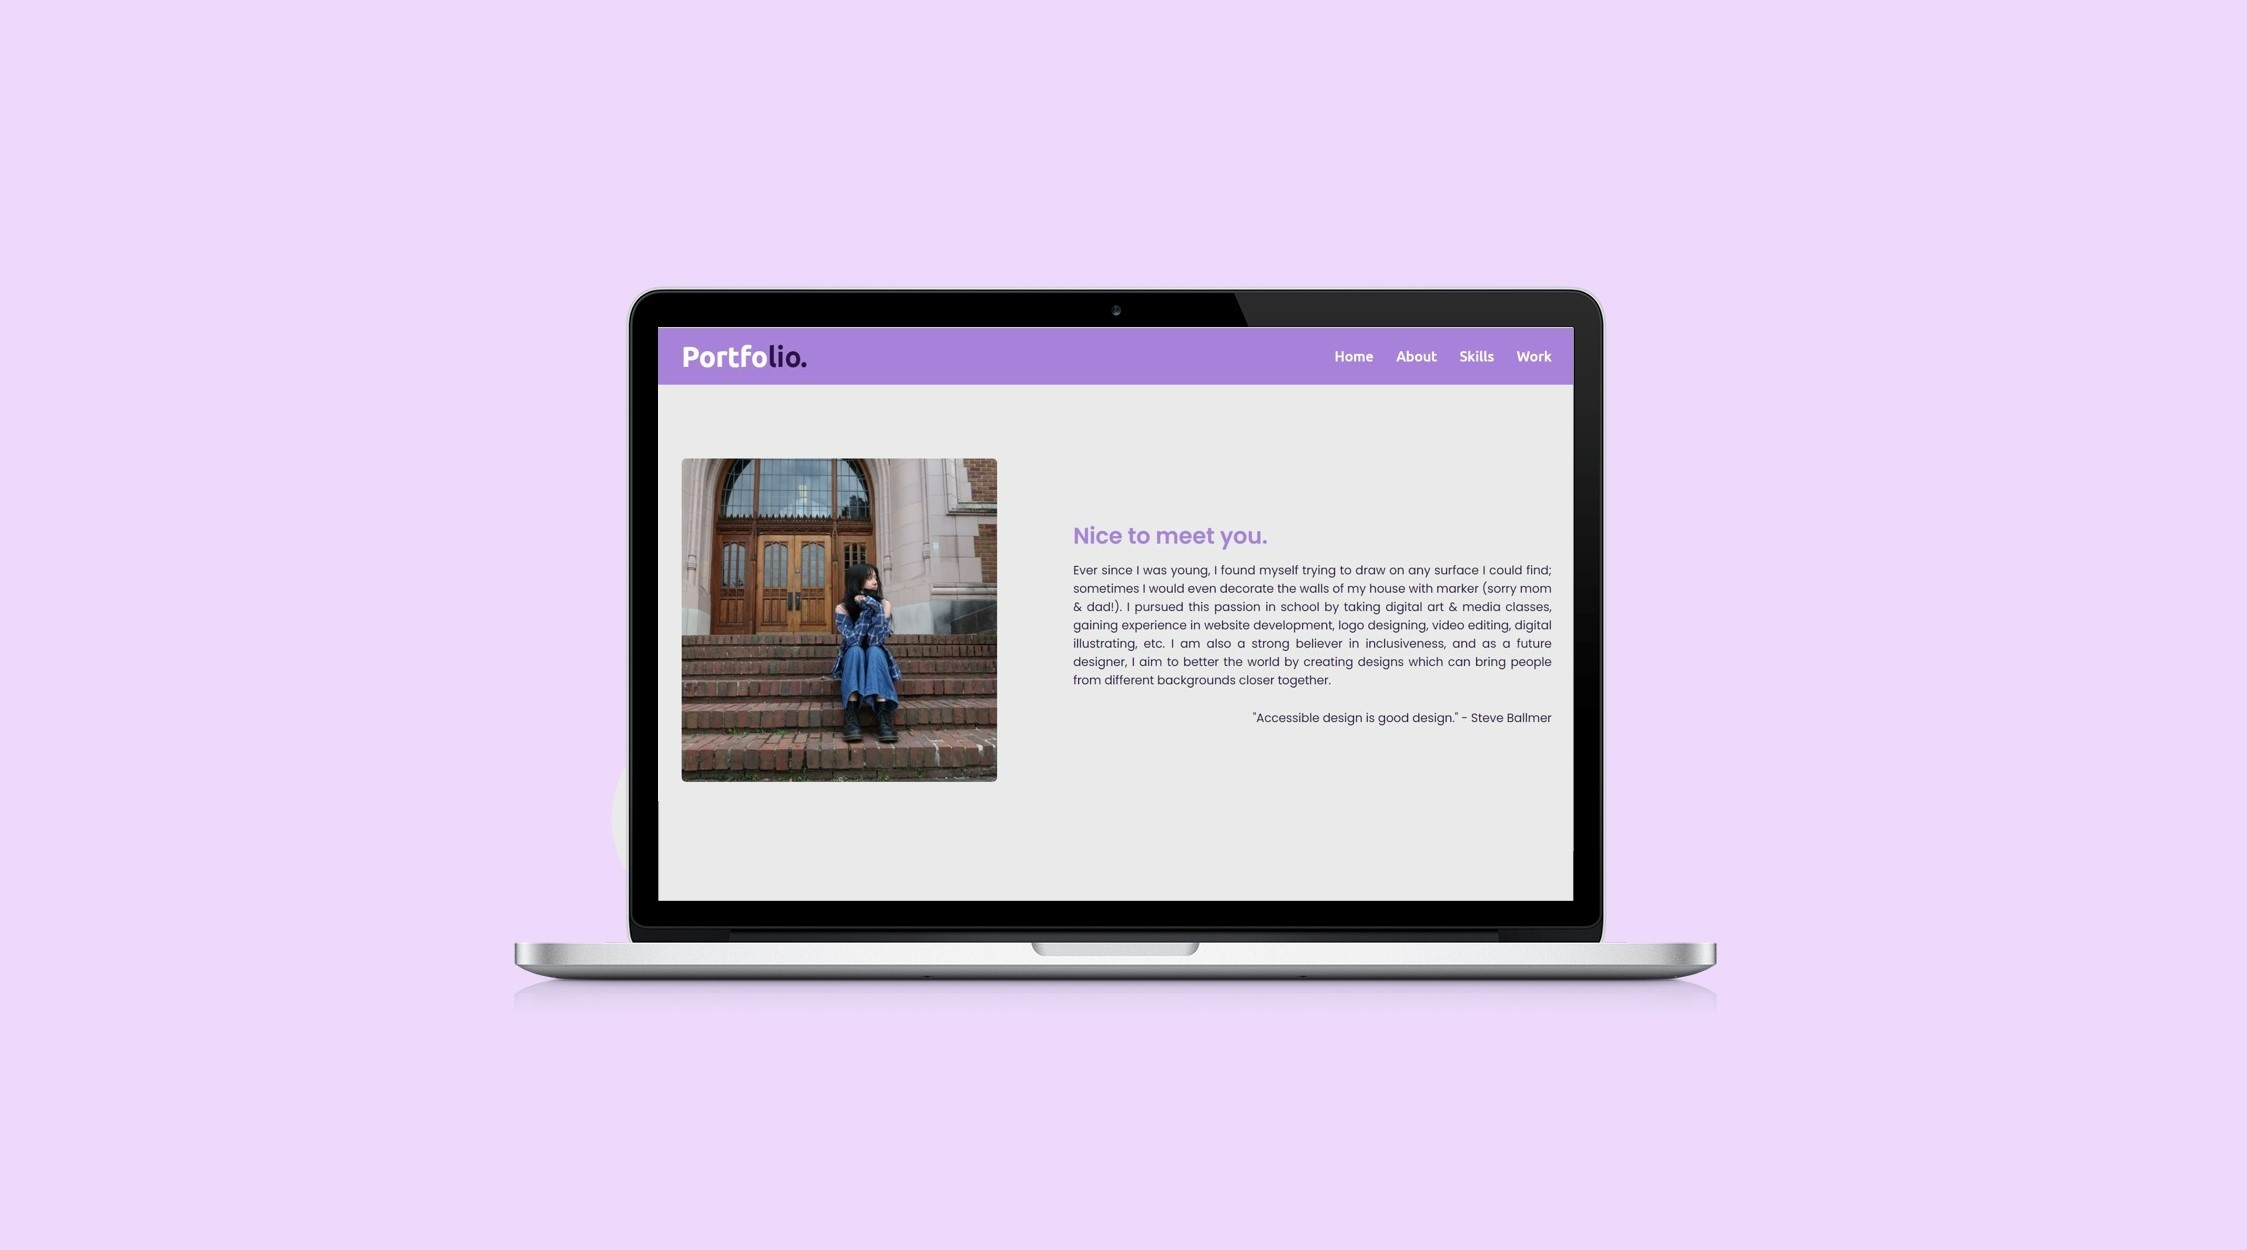 Portfolio.
Home About Skills Work
Nice to meet you.
Ever since I was young, I found myself trying to draw on any surface I could find;
sometimes I would even decorate the walls of my house with marker (sorry mom
& dad!). I pursued this passion in school by taking digital art & media classes,
gaining experience in website development, logo designing, video editing, digital
illustrating, etc. I am also a strong believer in inclusiveness, and as a future
designer, I aim to better the world by creating designs which can bring people
from different backgrounds closer together.
"Accessible design is good design." - Steve Ballmer